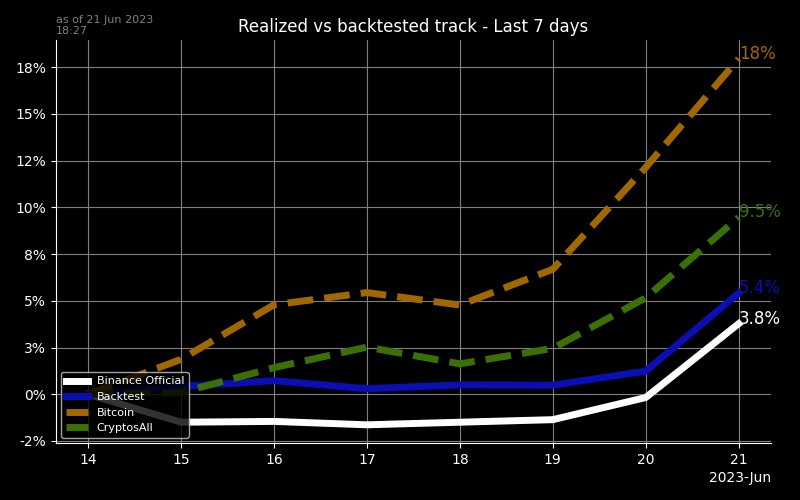 as of 21 Jun 2023
18:27
Realized vs backtested track - Last 7 days
18%
15%
12%
10%
8%
5%
3%
0%
-2%
18%
9.5%
5.4%
3.8%
Binance Official
Backtest
Bitcoin
CryptosAll
14 15 16 17 18 19 20 21
2023-Jun